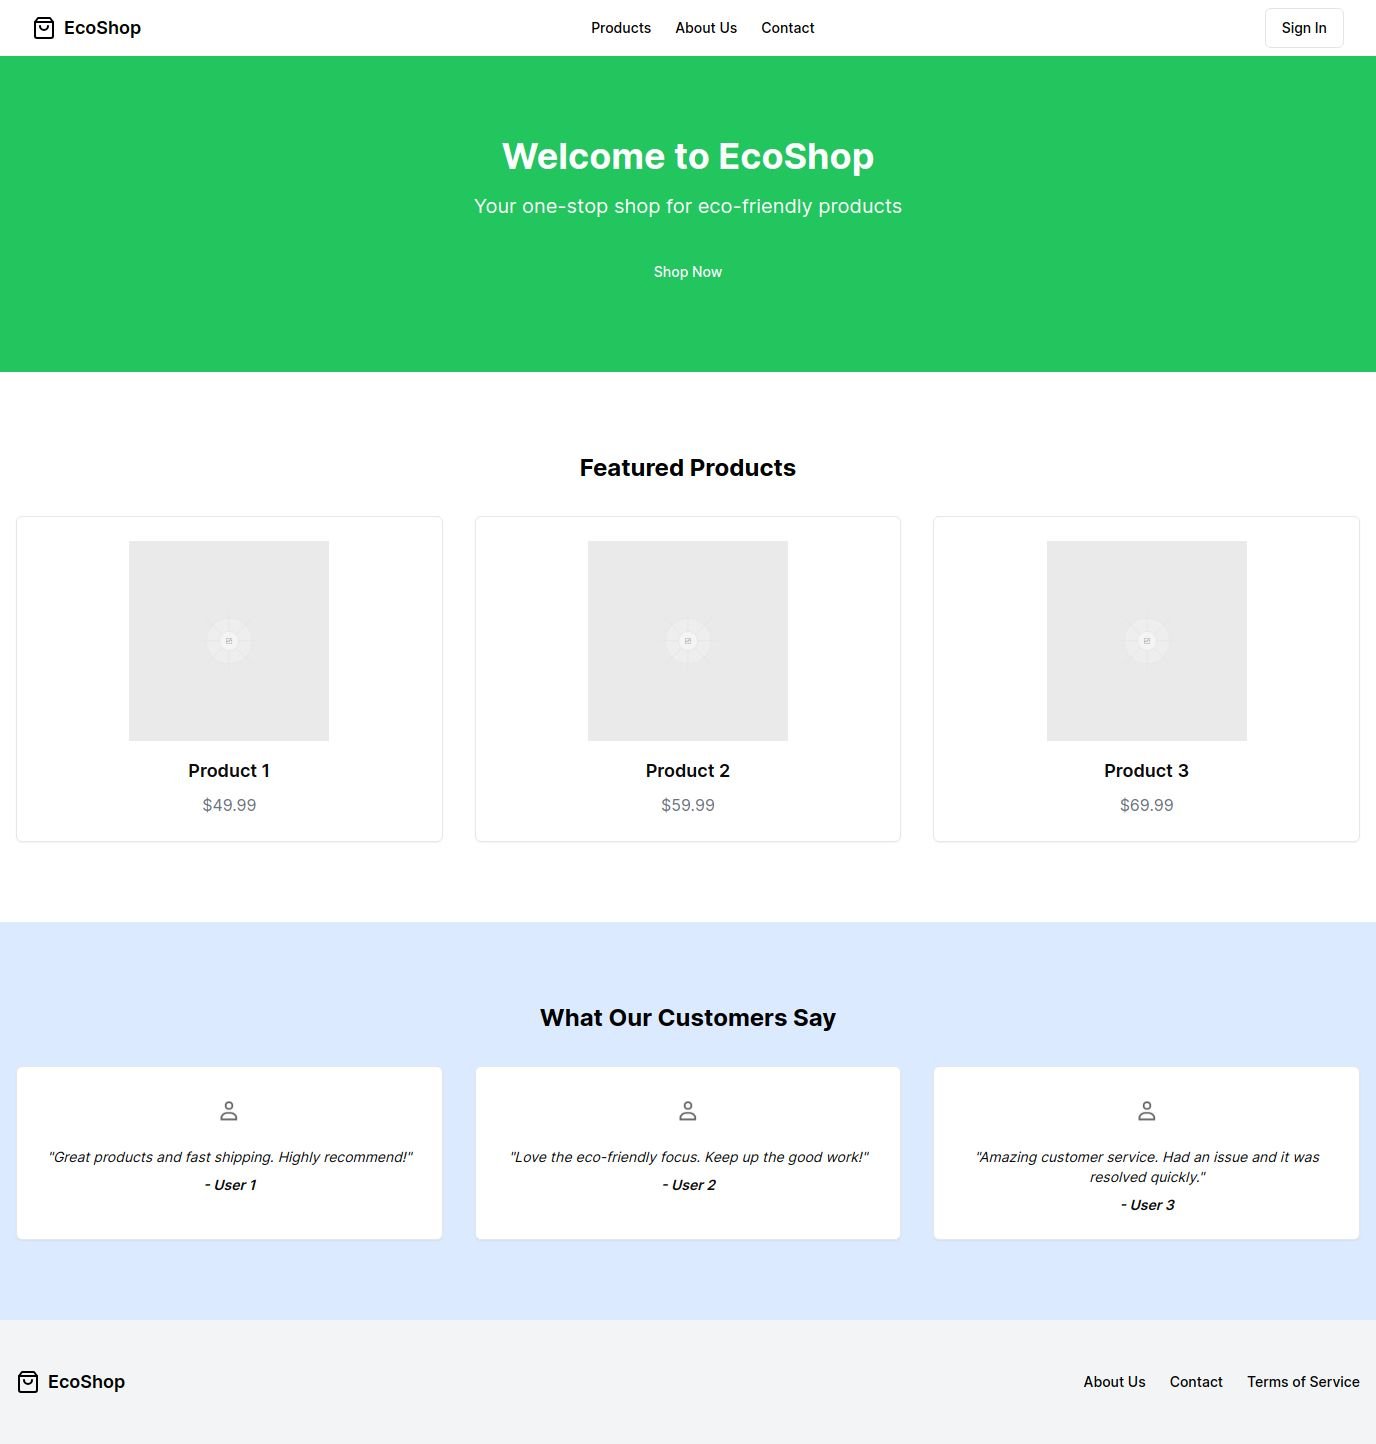 EcoShop
Products
About Us
Contact
Sign In
Welcome to EcoShop
Your one-stop shop for eco-friendly products
Shop Now
Featured Products
Product 1
$49.99
Product 2
$59.99
Product 3
$69.99
What Our Customers Say
"Great products and fast shipping. Highly recommend!"
- User 1
"Love the eco-friendly focus. Keep up the good work!"
- User 2
"Amazing customer service. Had an issue and it was
resolved quickly."
- User 3
EcoShop
About Us
Contact
Terms of Service